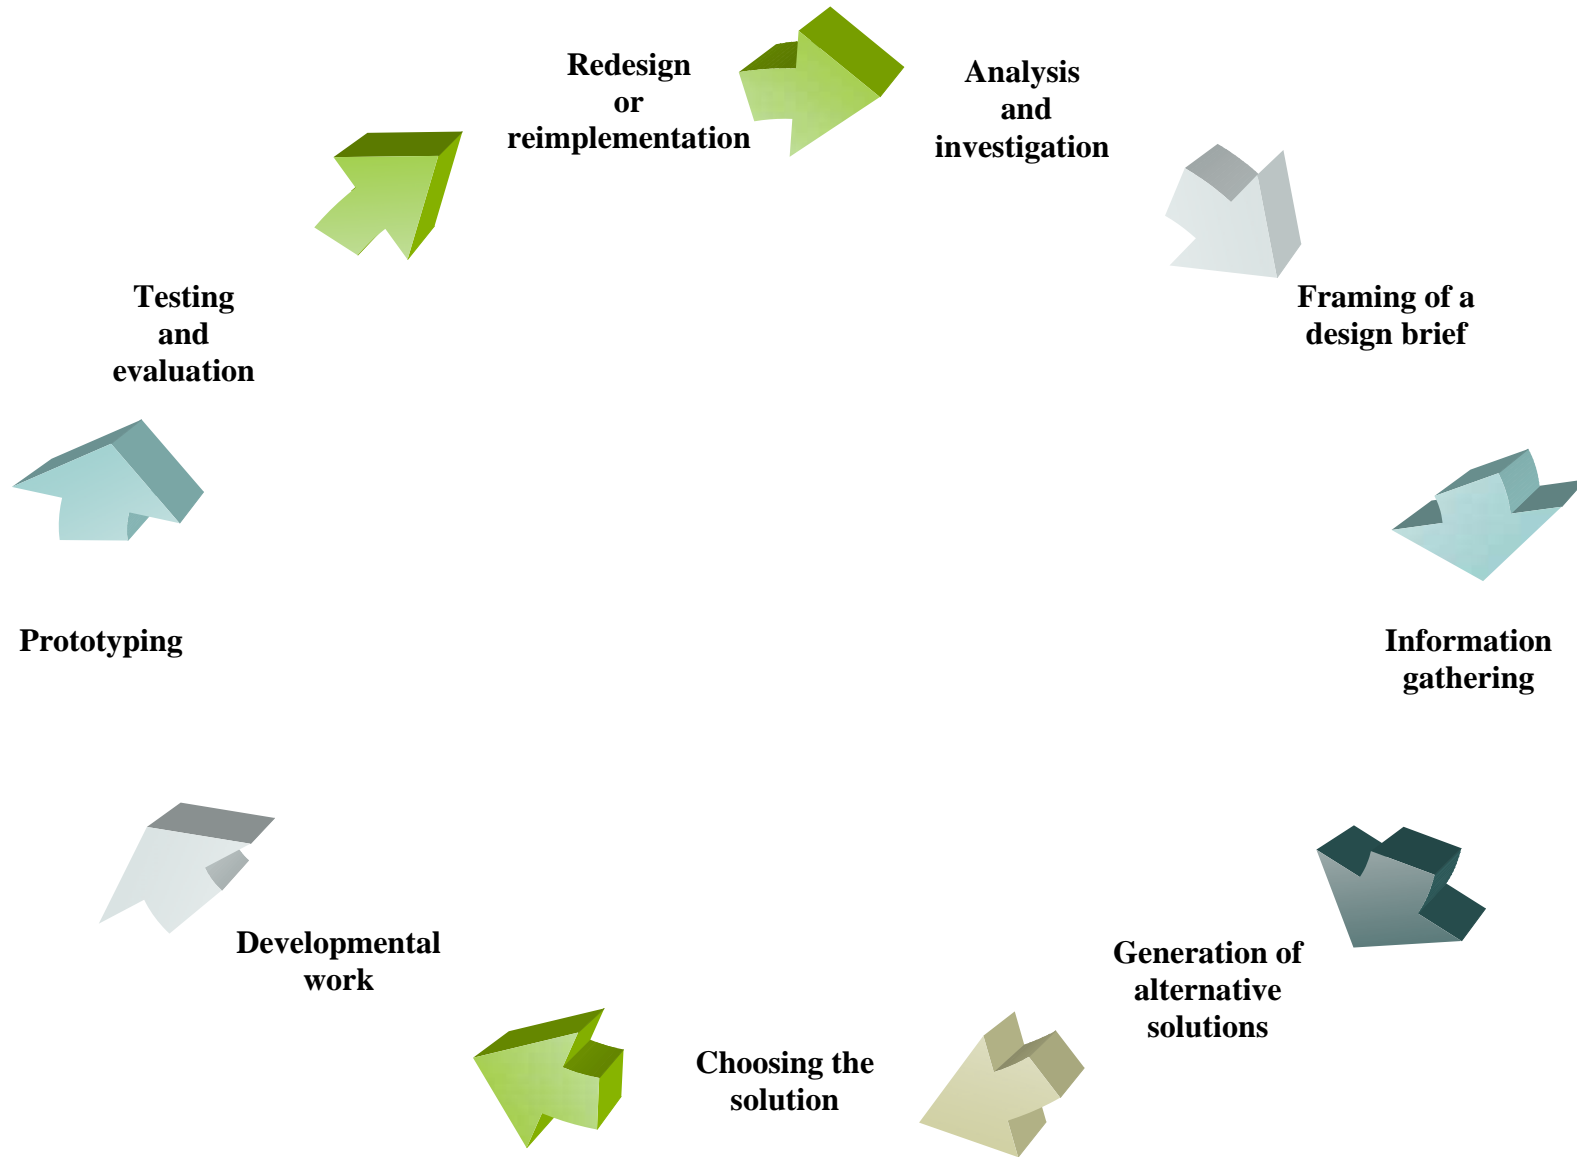 Redesign
or
reimplementation
Analysis
and
investigation
Framing of a
design brief
Information
gathering
Generation of
alternative
solutions
Choosing the
solution
Developmental
work
Prototyping
Testing
and
evaluation